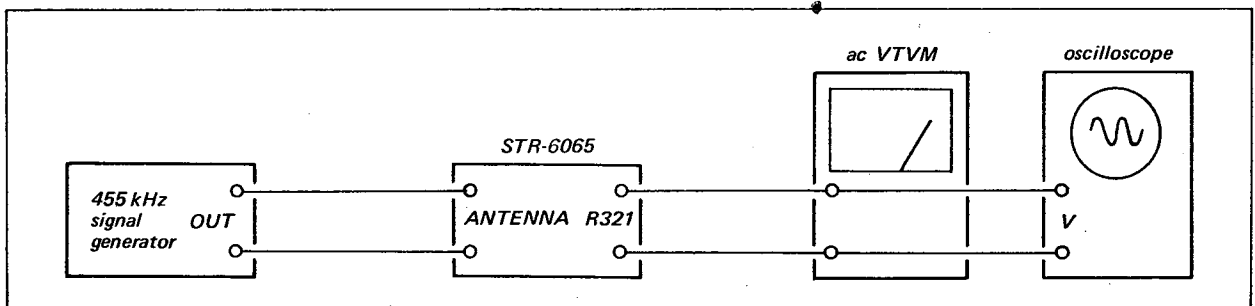 ac VTVM
oscilloscope
STR-6065
455 kHz
signal
generator
OUT
ANTENNA R321
V